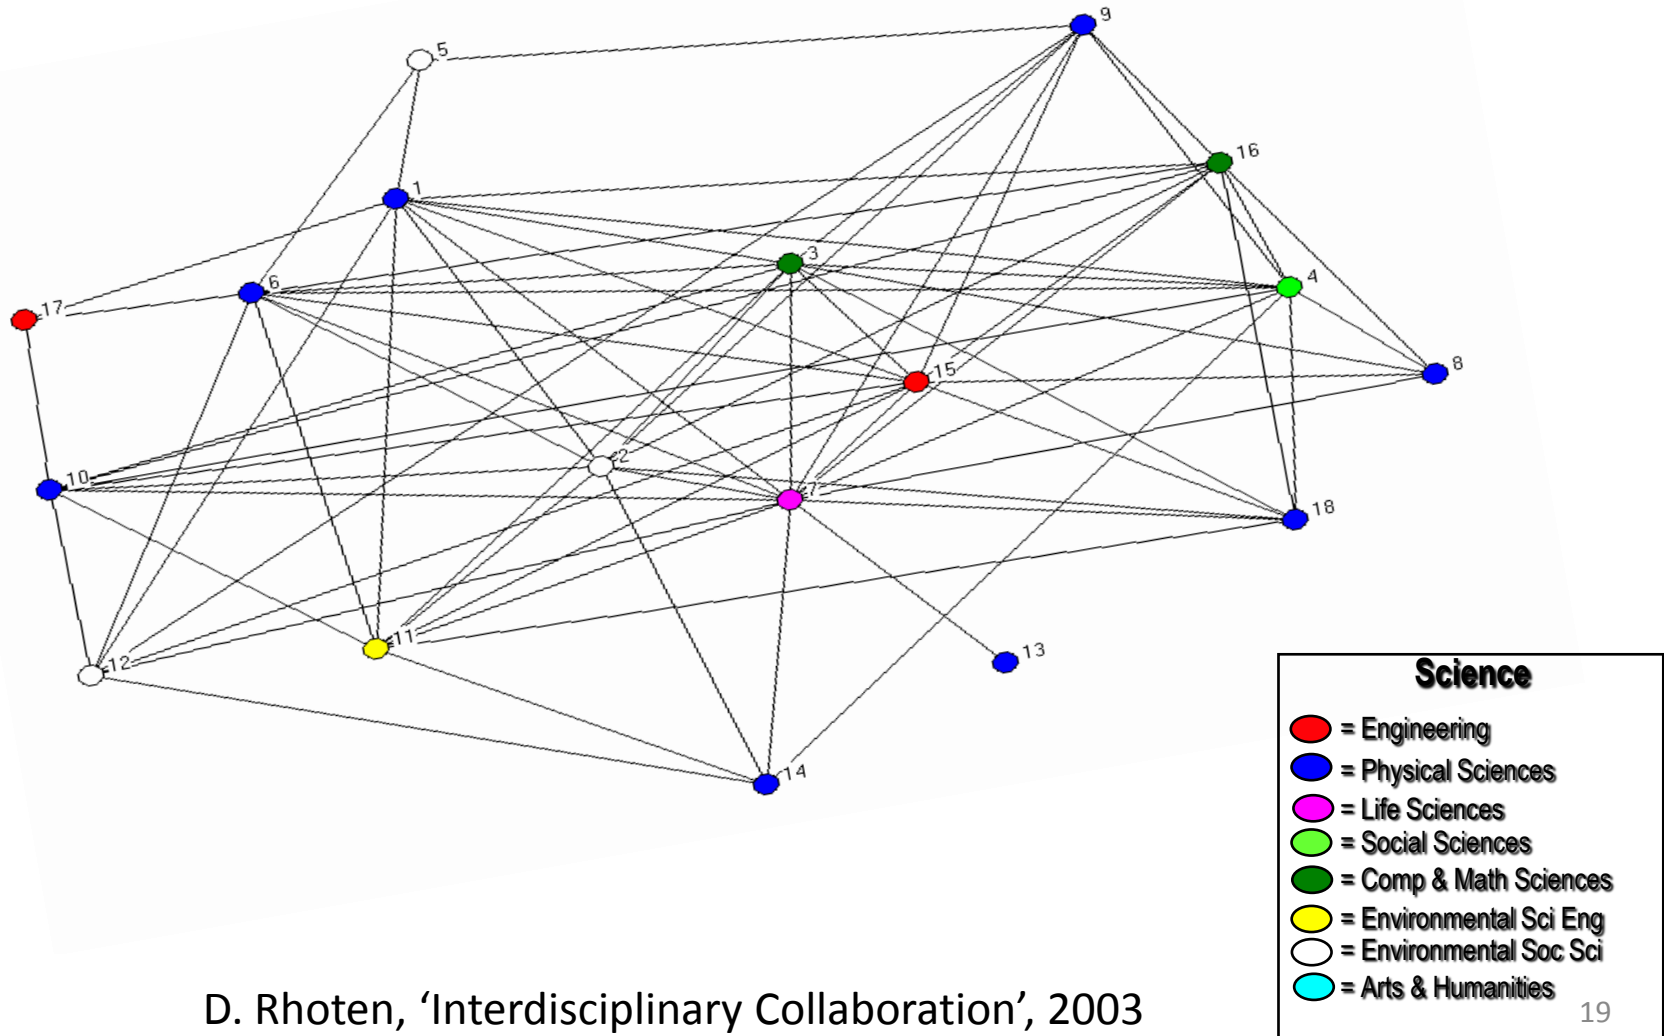 9
5
16
1
3
6
4
17
15
8
2
10
7
18
11
13
12
14
Science
= Engineering
= Physical Sciences
= Life Sciences
= Social Sciences
= Comp & Math Sciences
= Environmental Sci Eng
= Environmental Soc Sci
= Arts & Humanities
D. Rhoten, ‘Interdisciplinary Collaboration’, 2003
19